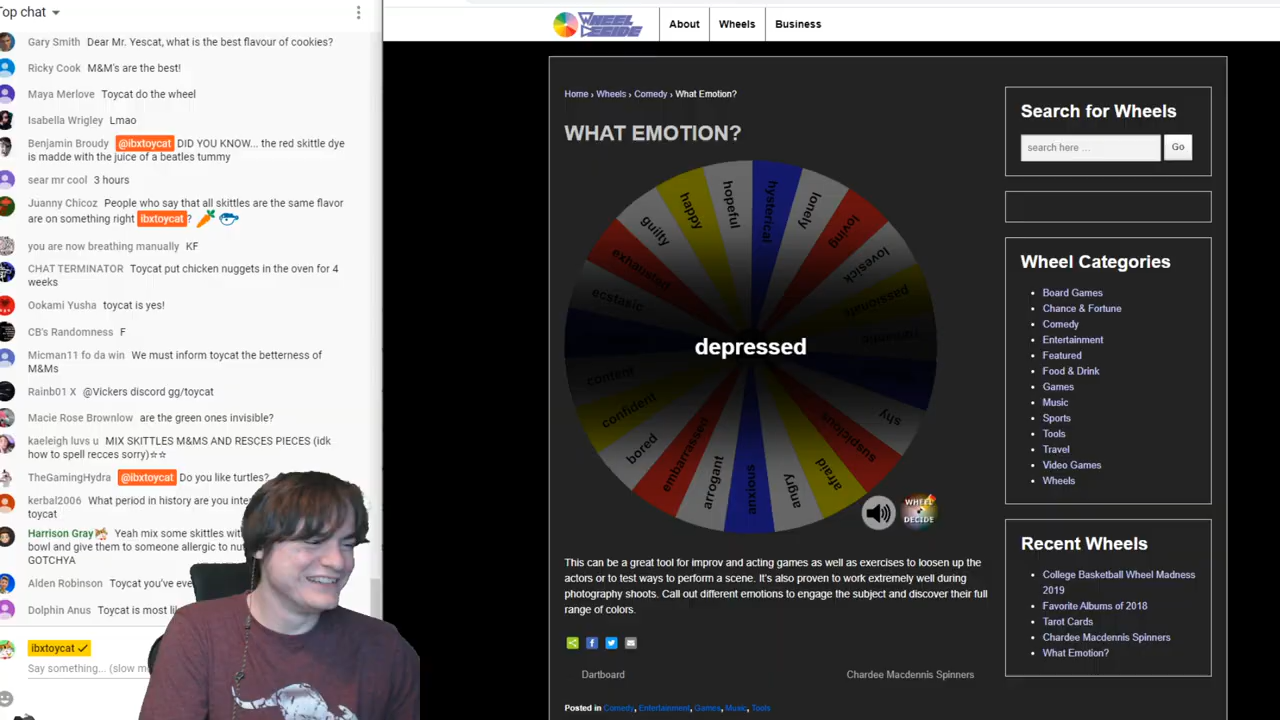 Top chat
Gary Smith Dear Mr. Yescat, what is the best flavour of cookies?
Ricky Cook M&M's are the best!
Maya Merlove Toycat do the wheel
Isabella Wrigley Lmao
Benjamin Broudy @ibxtoycat DID YOU KNOW... the red skittle dye
is madde with the juice of a beatles tummy
sear mr cool 3 hours
Juanny Chicoz People who say that all skittles are the same flavor
are on something right ibxtoycat ?
you are now breathing manually KF
CHAT TERMINATOR Toycat put chicken nuggets in the oven for 4
weeks
Ookami Yusha toycat is yes!
CB's Randomness F
Micman11 fo da win We must inform toycat the betterness of
M&Ms
Rainb01 X @Vickers discord gg/toycat
Macie Rose Brownlow are the green ones invisible?
kaeleigh luvs u MIX SKITTLES M&MS AND RESCES PIECES (idk
how to spell recces sorry)☆☆
TheGamingHydra @ibxtoycat Do you like turtles?
kerbal2006 What period in history are you
toycat
Harrison Gray Yeah mix some skittles
bowl and give them to someone allergic to
GOTCHYA
Alden Robinson Toycat you've
Dolphin Anus Toycat is most
ibxtoycat ✓
Say something... (slow
WHEEL DECIDE
About
Wheels
Business
Home › Wheels › Comedy › What Emotion?
WHAT EMOTION?
hysterical
lonely
loving
lovesick
passionate
romantic
shy
suspicious
afraid
angry
anxious
arrogant
embarrassed
bored
confident
content
ecstasic
exhausted
guilty
happy
hopeful
depressed
WHEEL
DECIDE
This can be a great tool for improv and acting games as well as exercises to loosen up the
actors or to test ways to perform a scene. It's also proven to work extremely well during
photography shoots. Call out different emotions to engage the subject and discover their full
range of colors.
Dartboard
Chardee Macdennis Spinners
Posted in Comedy, Entertainment, Games, Music, Tools
Search for Wheels
search here ...
Go
Wheel Categories
Board Games
Chance & Fortune
Comedy
Entertainment
Featured
Food & Drink
Games
Music
Sports
Tools
Travel
Video Games
Wheels
Recent Wheels
College Basketball Wheel Madness
2019
Favorite Albums of 2018
Tarot Cards
Chardee Macdennis Spinners
What Emotion?